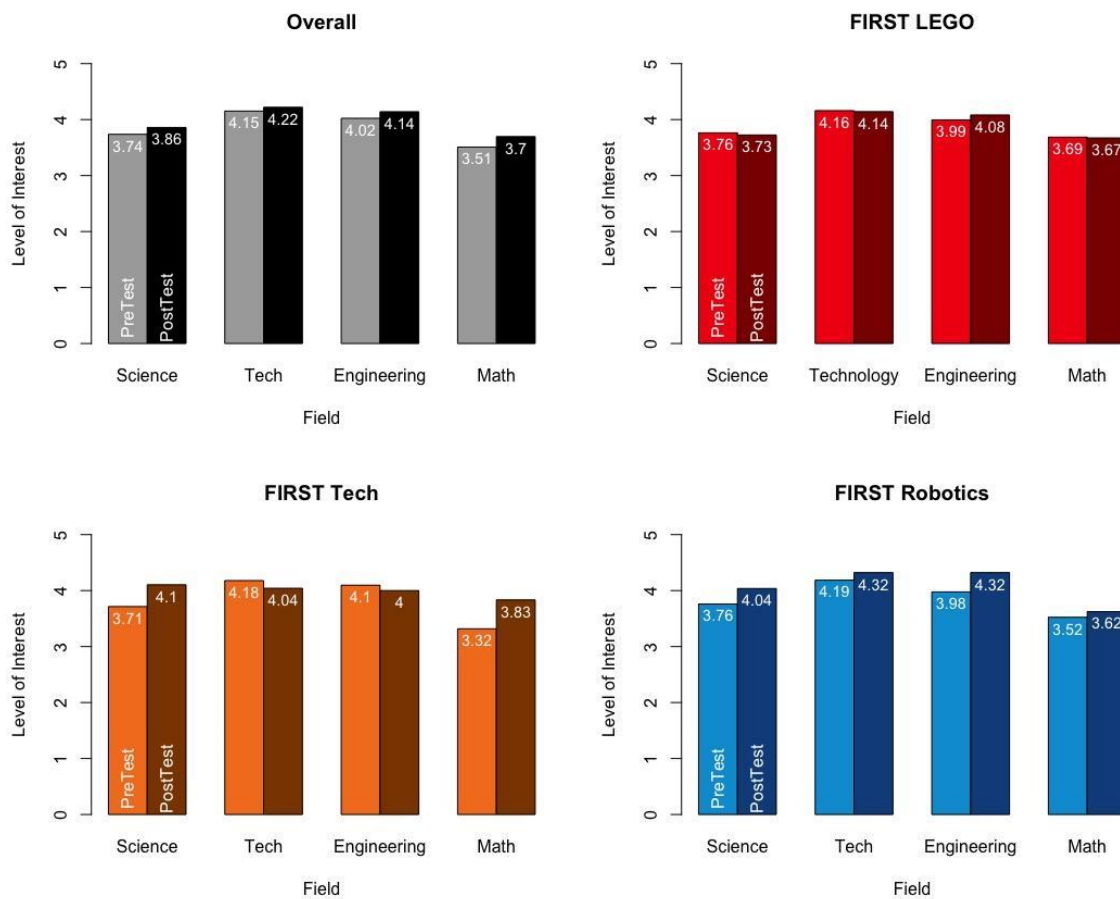 Overall
5
4
3
2
1
0
Level of Interest
3.74 3.86 4.15 4.22 4.02 4.14 3.51 3.7
PreTest PostTest
Science Tech Engineering Math
Field
FIRST LEGO
5
4
3
2
1
0
Level of Interest
3.76 3.73 4.16 4.14 3.99 4.08 3.69 3.67
PreTest PostTest
Science Technology Engineering Math
Field
FIRST Tech
5
4
3
2
1
0
Level of Interest
3.71 4.1 4.18 4.04 4.1 4 3.32 3.83
PreTest PostTest
Science Tech Engineering Math
Field
FIRST Robotics
5
4
3
2
1
0
Level of Interest
3.76 4.04 4.19 4.32 3.98 4.32 3.52 3.62
PreTest PostTest
Science Tech Engineering Math
Field